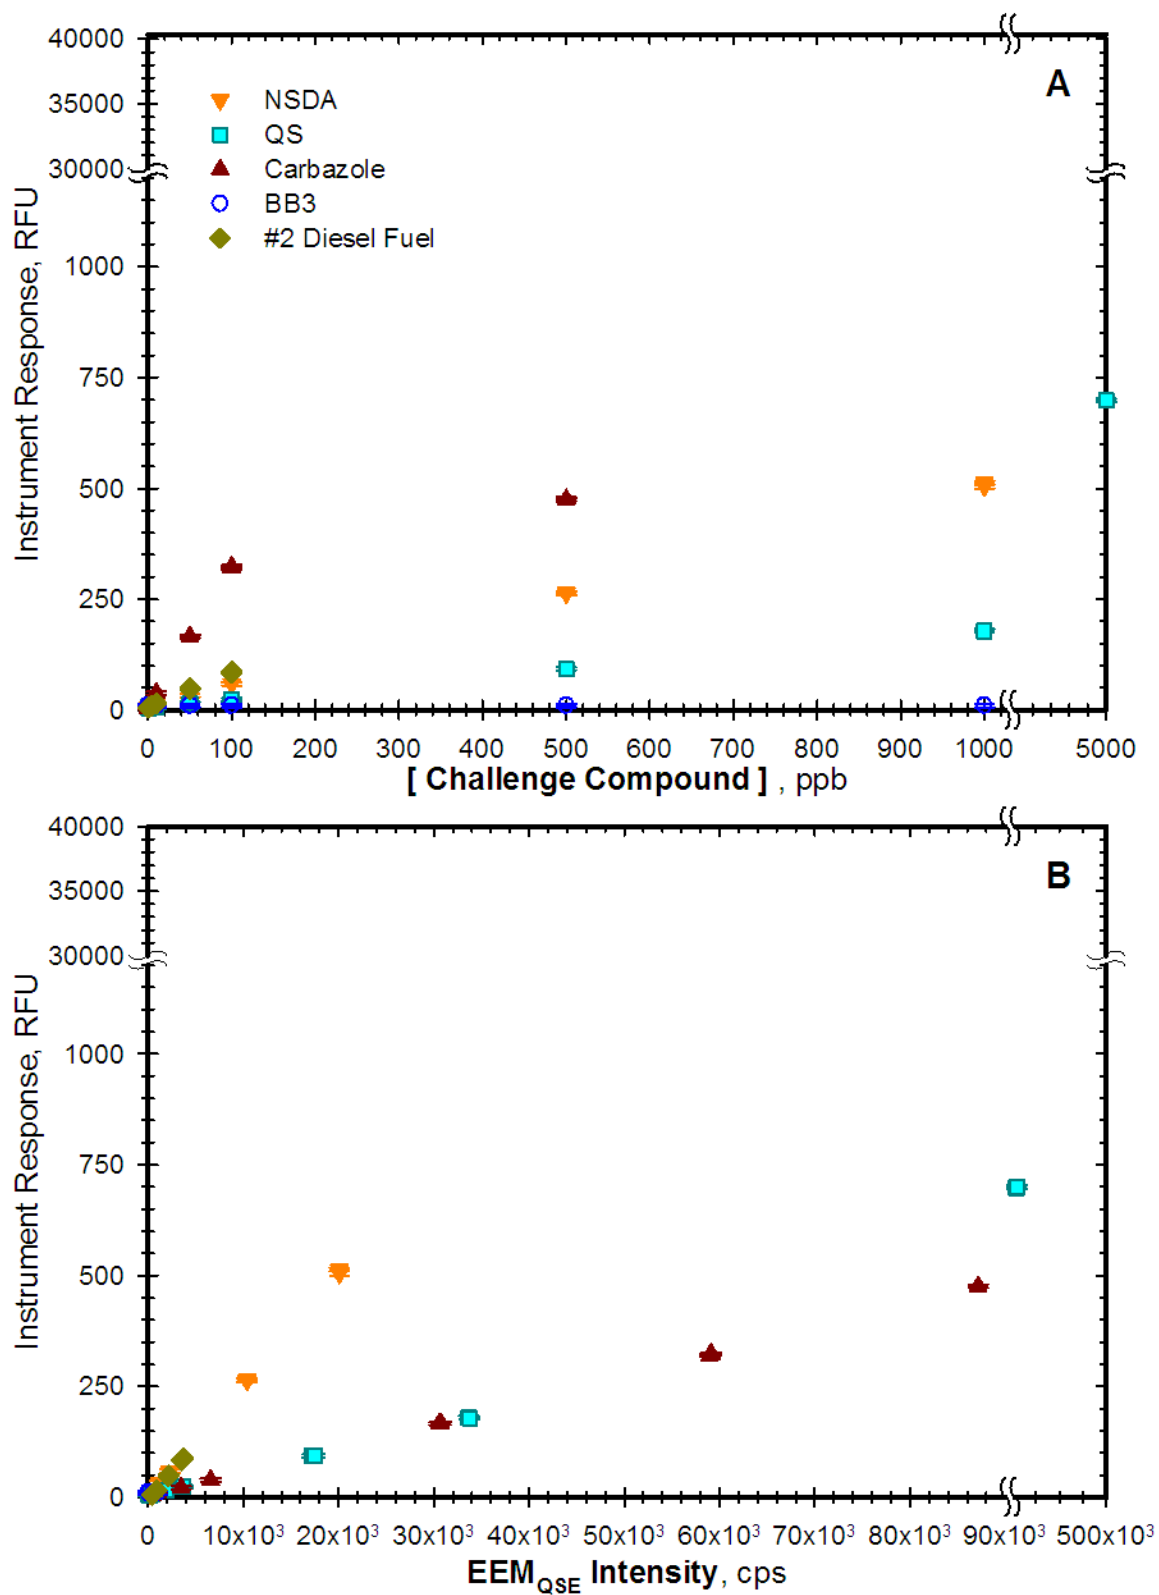 40000
35000
30000
1000
750
500
250
0
Instrument Response, RFU
A
NSDA
QS
Carbazole
BB3
#2 Diesel Fuel
0 100 200 300 400 500 600 700 800 900 1000 5000
[ Challenge Compound ] , ppb
40000
35000
30000
1000
750
500
250
0
Instrument Response, RFU
B
0 10x10³ 20x10³ 30x10³ 40x10³ 50x10³ 60x10³ 70x10³ 80x10³ 90x10³ 500x10³
EEM_QSE Intensity, cps